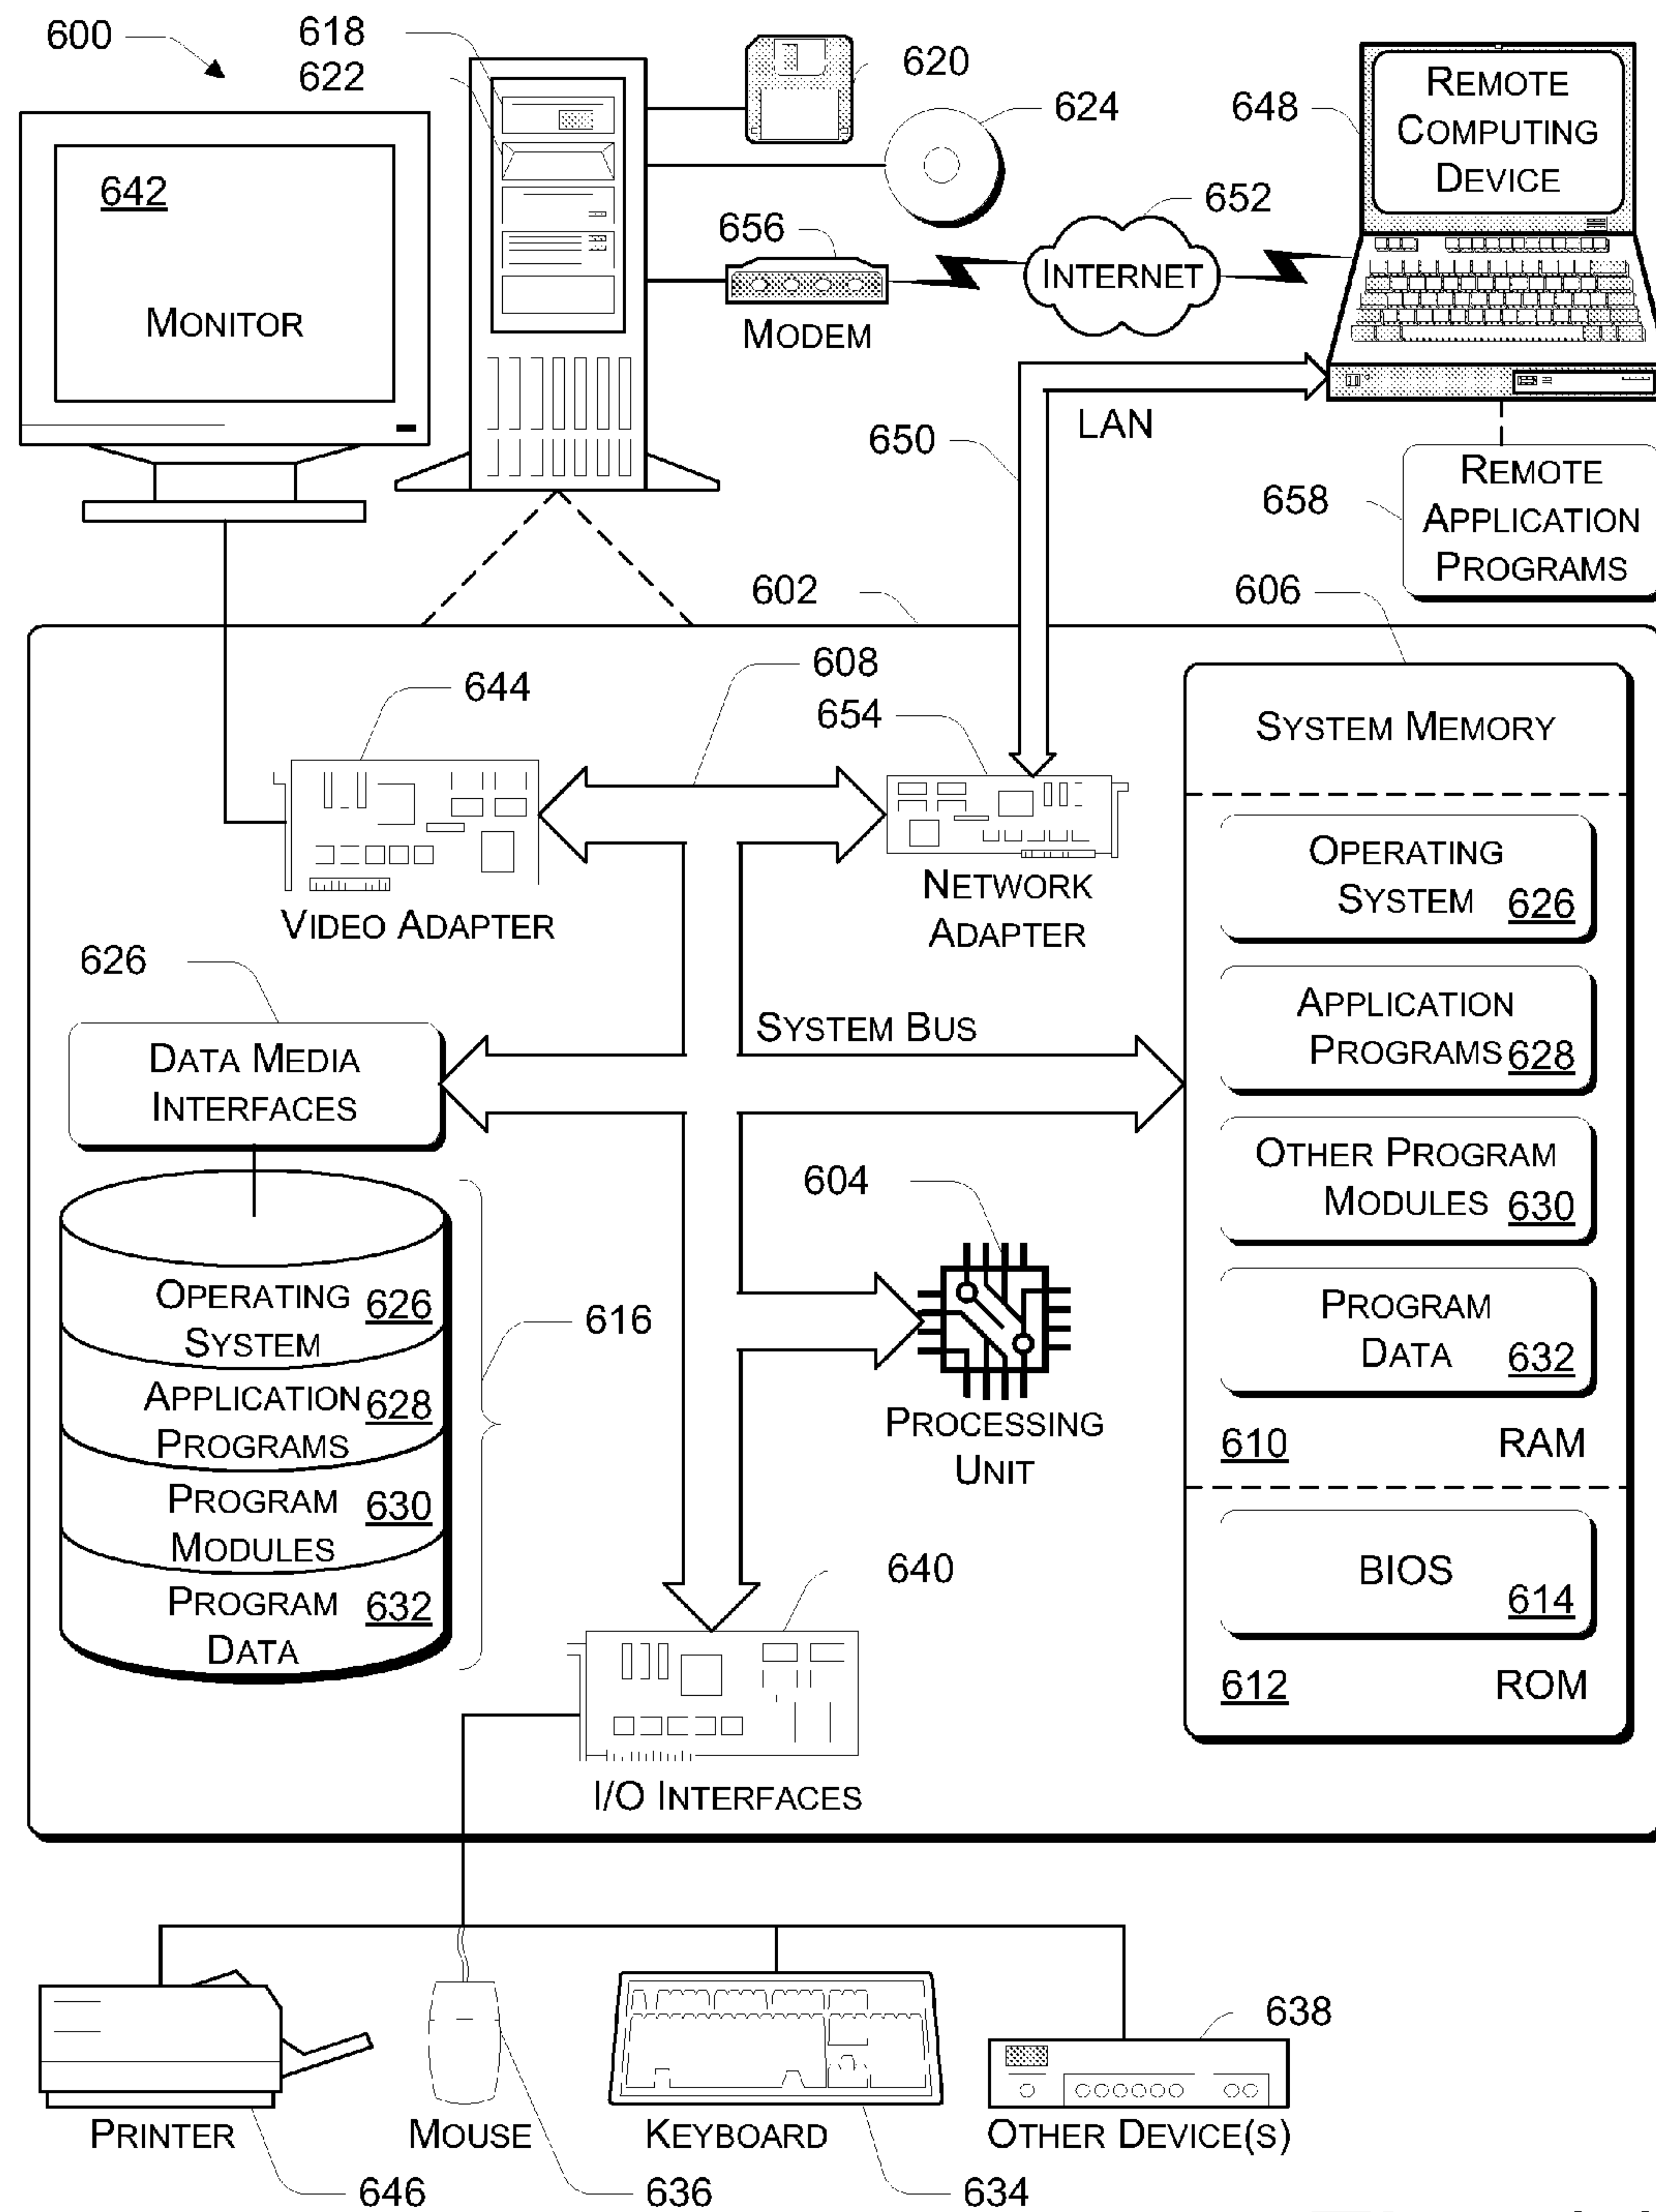 600
618
622
620
624
648
REMOTE
COMPUTING
DEVICE
642
MONITOR
656
MODEM
652
INTERNET
650
LAN
658
REMOTE
APPLICATION
PROGRAMS
602
606
608
644
654
VIDEO ADAPTER
NETWORK
ADAPTER
626
DATA MEDIA
INTERFACES
SYSTEM BUS
SYSTEM MEMORY
OPERATING
SYSTEM 626
APPLICATION
PROGRAMS 628
OTHER PROGRAM
MODULES 630
PROGRAM
DATA 632
610 RAM
BIOS
614
612 ROM
604
PROCESSING
UNIT
OPERATING 626
SYSTEM
APPLICATION 628
PROGRAMS
PROGRAM 630
MODULES
PROGRAM 632
DATA
616
640
I/O INTERFACES
638
PRINTER
MOUSE
KEYBOARD
OTHER DEVICE(S)
646
636
634